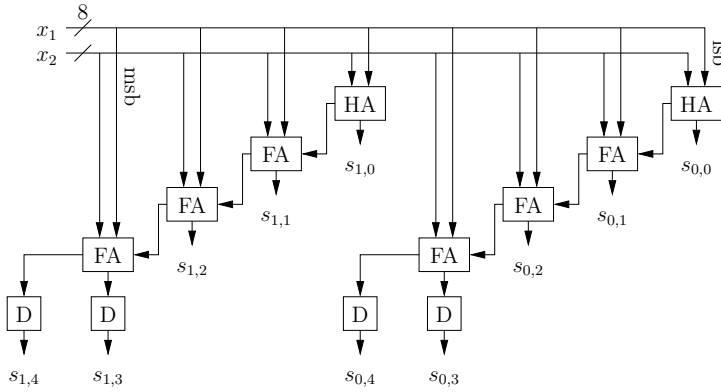 8
x₁
x₂
msb
lsb
HA HA
FA s₁,₀ FA s₀,₀
FA s₁,₁ FA s₀,₁
FA s₁,₂ FA s₀,₂
D D D D
s₁,₄ s₁,₃ s₀,₄ s₀,₃